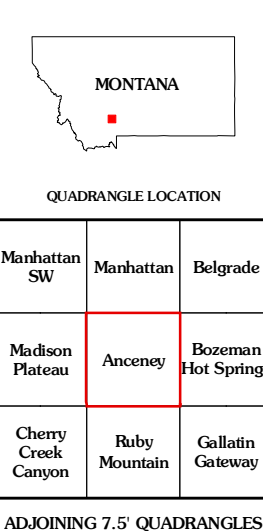 MONTANA
QUADRANGLE LOCATION
Manhattan
SW
Manhattan
Belgrade
Madison
Plateau
Anceney
Bozeman
Hot Spring
Cherry
Creek
Canyon
Ruby
Mountain
Gallatin
Gateway
ADJOINING 7.5' QUADRANGLES